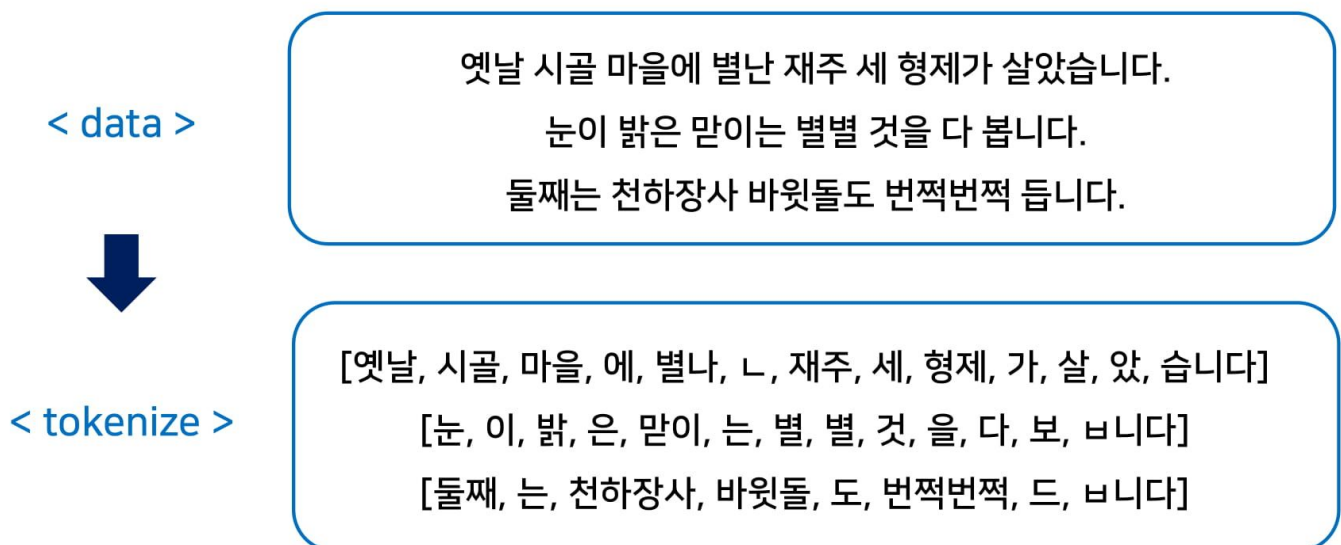 < data >
옛날 시골 마을에 별난 재주 세 형제가 살았습니다.
눈이 밝은 맏이는 별별 것을 다 봅니다.
둘째는 천하장사 바윗돌도 번쩍번쩍 듭니다.
< tokenize >
[옛날, 시골, 마을, 에, 별나, ㄴ, 재주, 세, 형제, 가, 살, 았, 습니다]
[눈, 이, 밝, 은, 맏이, 는, 별, 별, 것, 을, 다, 보, ㅂ니다]
[둘째, 는, 천하장사, 바윗돌, 도, 번쩍번쩍, 드, ㅂ니다]